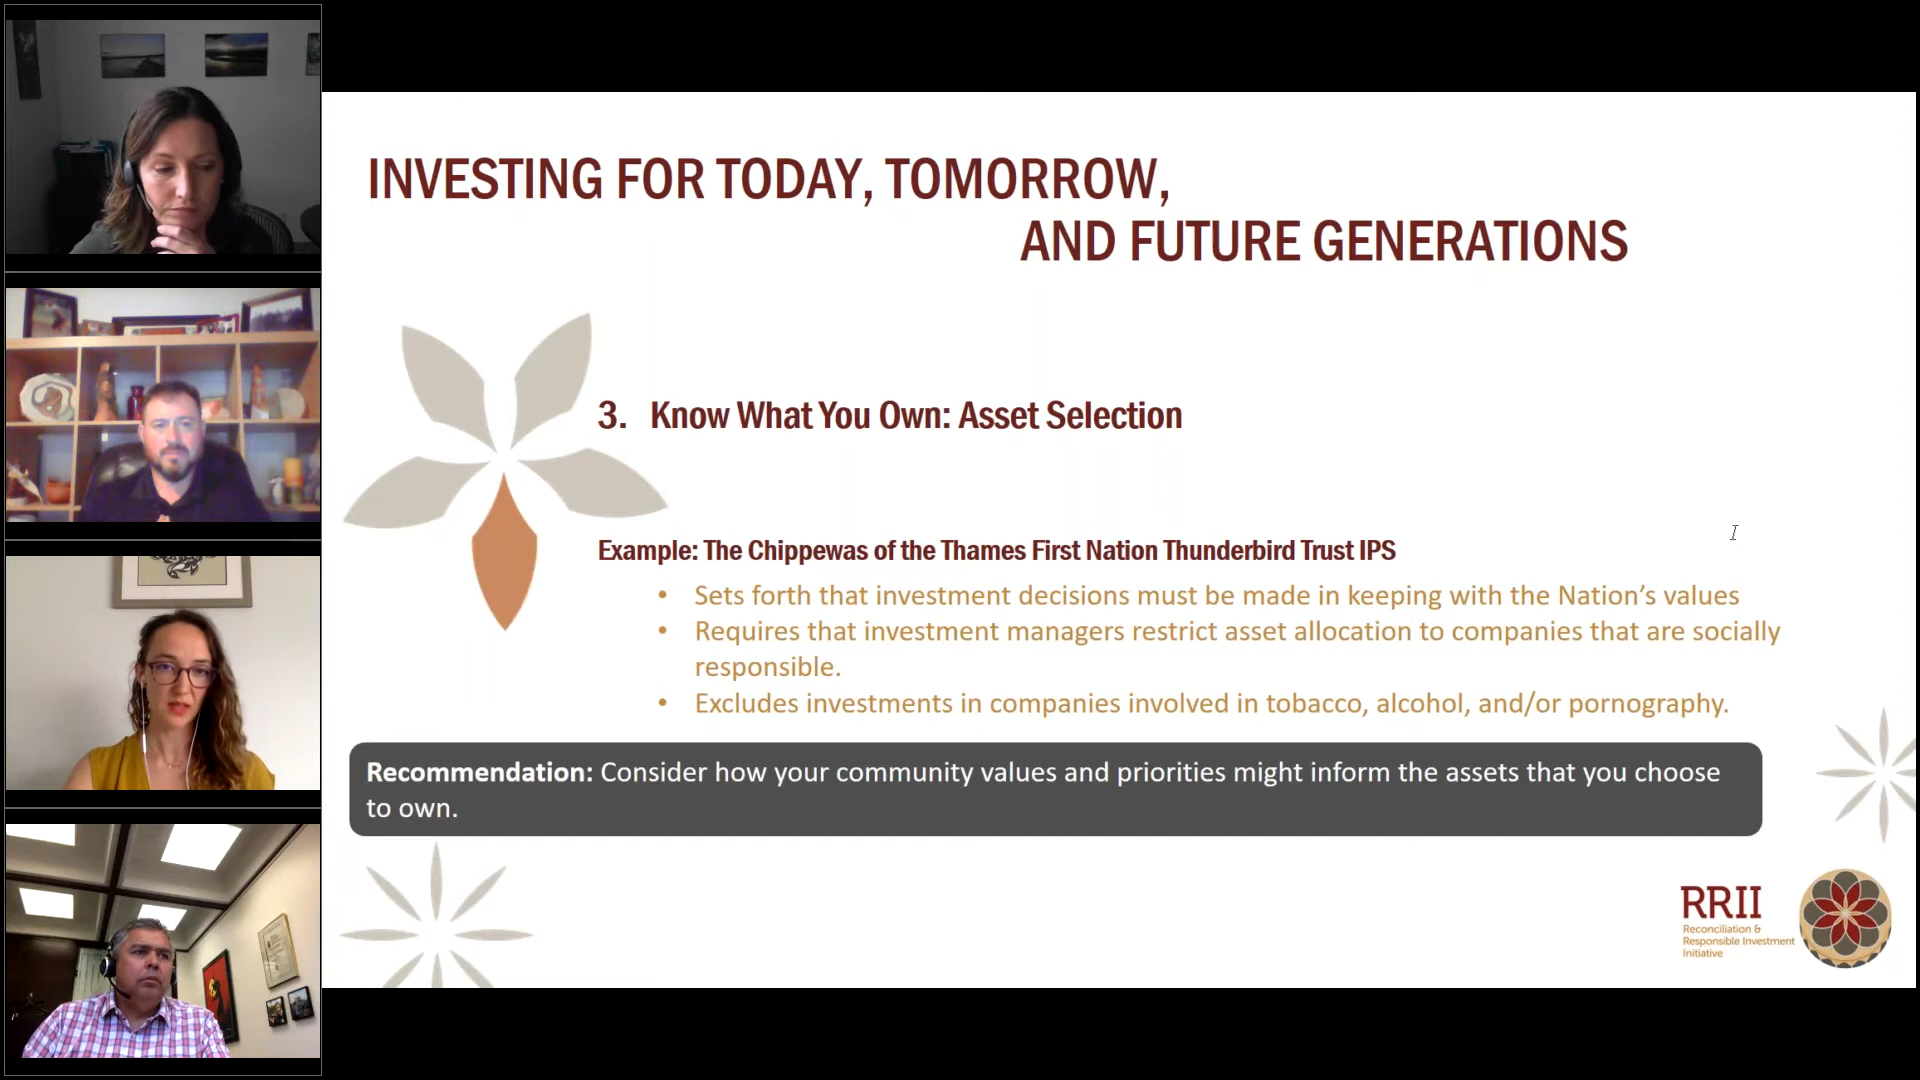 INVESTING FOR TODAY, TOMORROW,
AND FUTURE GENERATIONS
3. Know What You Own: Asset Selection
Example: The Chippewas of the Thames First Nation Thunderbird Trust IPS
• Sets forth that investment decisions must be made in keeping with the Nation’s values
• Requires that investment managers restrict asset allocation to companies that are socially
responsible.
• Excludes investments in companies involved in tobacco, alcohol, and/or pornography.
Recommendation: Consider how your community values and priorities might inform the assets that you choose
to own.
RRII
Reconciliation &
Responsible Investment
Initiative